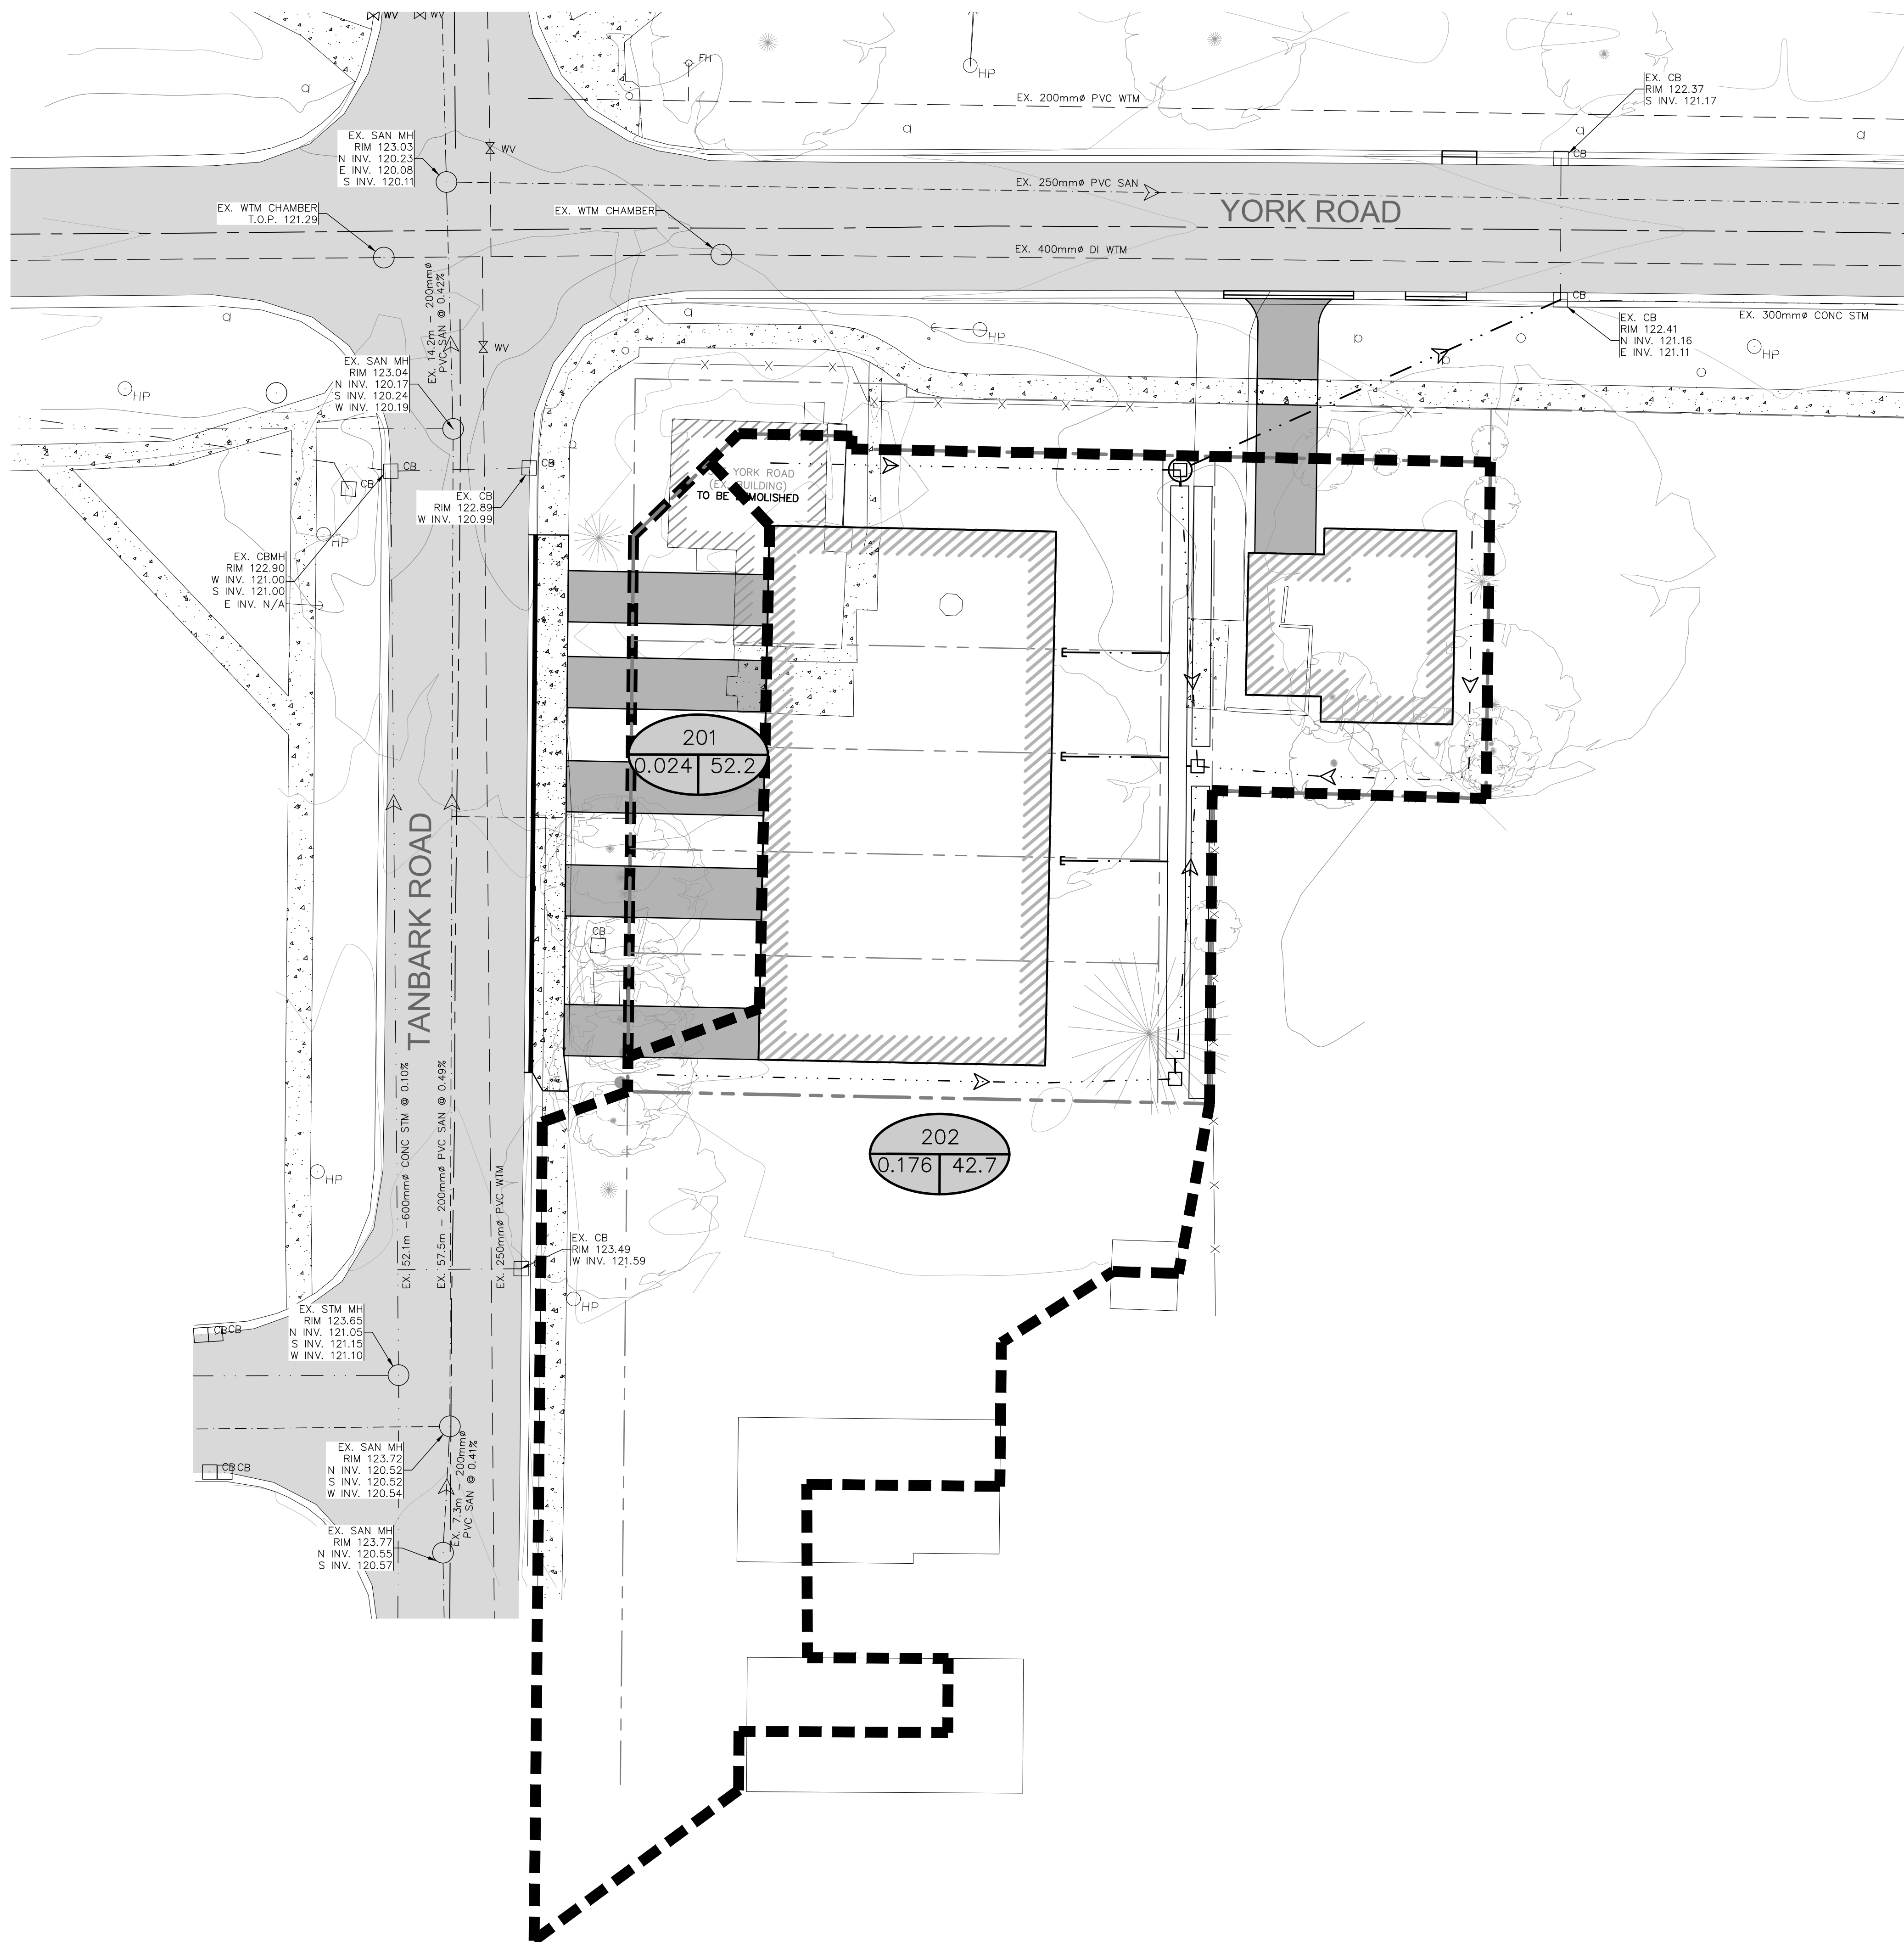 WV
WV
FH
HP
EX. CB
RIM 122.37
S INV. 121.17
EX. 200mmø PVC WTM
EX. SAN MH
RIM 123.03
N INV. 120.23
E INV. 120.08
S INV. 120.11
WV
CB
EX. 250mmø PVC SAN
YORK ROAD
EX. WTM CHAMBER
T.O.P. 121.29
EX. WTM CHAMBER
EX. 400mmø DI WTM
EX. 14.2m - 200mmø
PVC SAN @ 0.42%
CB
EX. CB
RIM 122.41
N INV. 121.16
E INV. 121.11
EX. 300mmø CONC STM
HP
HP
WV
EX. SAN MH
RIM 123.04
N INV. 120.17
S INV. 120.24
W INV. 120.19
HP
CB
CB
CB
YORK ROAD
(EX. BUILDING)
TO BE DEMOLISHED
EX. CB
RIM 122.89
W INV. 120.99
HP
EX. CBMH
RIM 122.90
W INV. 121.00
S INV. 121.00
E INV. N/A
201
0.024 52.2
TANBARK ROAD
CB
EX. 52.1m -600mmø CONC STM @ 0.10%
EX. 57.5m - 200mmø PVC SAN @ 0.49%
EX. 250mmø PVC WTM
202
0.176 42.7
HP
EX. CB
RIM 123.49
W INV. 121.59
HP
EX. STM MH
RIM 123.65
N INV. 121.05
S INV. 121.15
W INV. 121.10
CB CB
EX. SAN MH
RIM 123.72
N INV. 120.52
S INV. 120.52
W INV. 120.54
CB CB
EX. 7.3m - 200mmø
PVC SAN @ 0.41%
EX. SAN MH
RIM 123.77
N INV. 120.55
S INV. 120.57